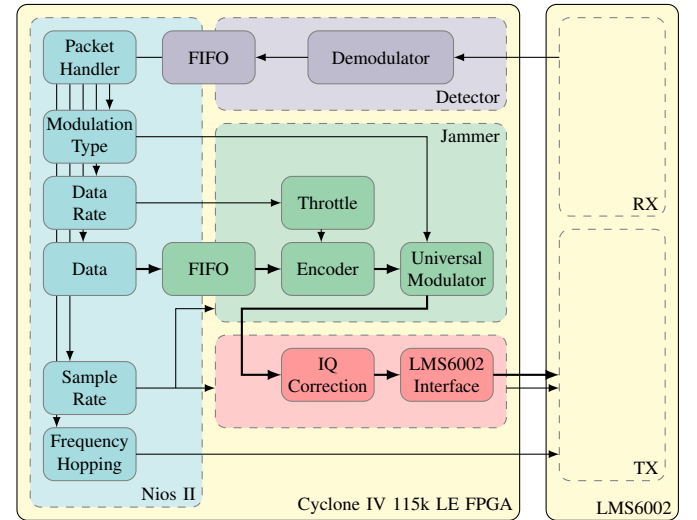 Packet
Handler
FIFO
Demodulator
Detector
Modulation
Type
Jammer
Data
Rate
Throttle
RX
Data
FIFO
Encoder
Universal
Modulator
Sample
Rate
IQ
Correction
LMS6002
Interface
Frequency
Hopping
TX
Nios II
Cyclone IV 115k LE FPGA
LMS6002